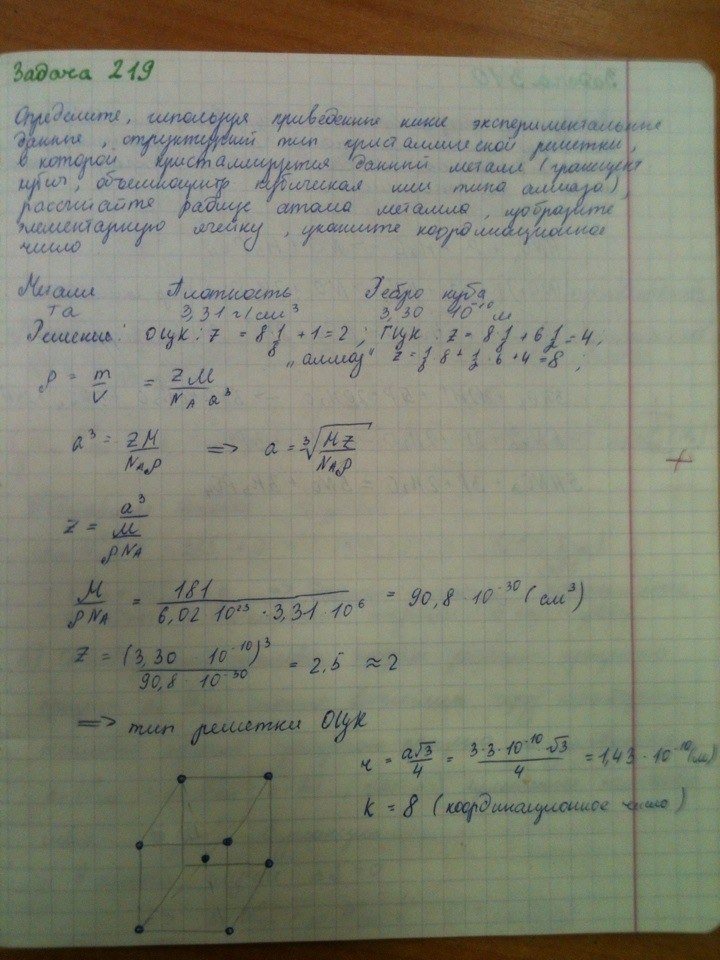 Задача 219
Определите, используя приведенные ниже экспериментальные
данные, структурный тип кристаллической решетки,
в которой кристаллизуется данный металл (гранецент
кубич, объемноцентр кубическая или типа алмаза),
рассчитайте радиус атома металла, изобразите
элементарную ячейку, укажите координационное
число
Металл Плотность Ребро куба
Ta 3,31 г/см³ 3,30 10⁻¹⁰ м
Решение: ОЦК: Z = 8·1/8 + 1 = 2; ГЦК: Z = 8·1/8 + 6·1/2 = 4,
"алмаз" Z = 1/8·8 + 1/2·6 + 4 = 8;
ρ = m/V = ZM/(N_A a³)
a³ = ZM/(N_A ρ) => a = ∛(MZ/(N_A ρ))
Z = a³/(M/(ρN_A))
M/(ρN_A) = 181/(6,02·10²³·3,31·10⁶) = 90,8·10⁻³⁰ (см³)
Z = (3,30 10⁻¹⁰)³/(90,8·10⁻³⁰) = 2,5 ≈ 2
=> тип решетки ОЦК
r = a√3/4 = 3·3·10⁻¹⁰·√3/4 = 1,43·10⁻¹⁰ (м)
K = 8 (координационное число)
+